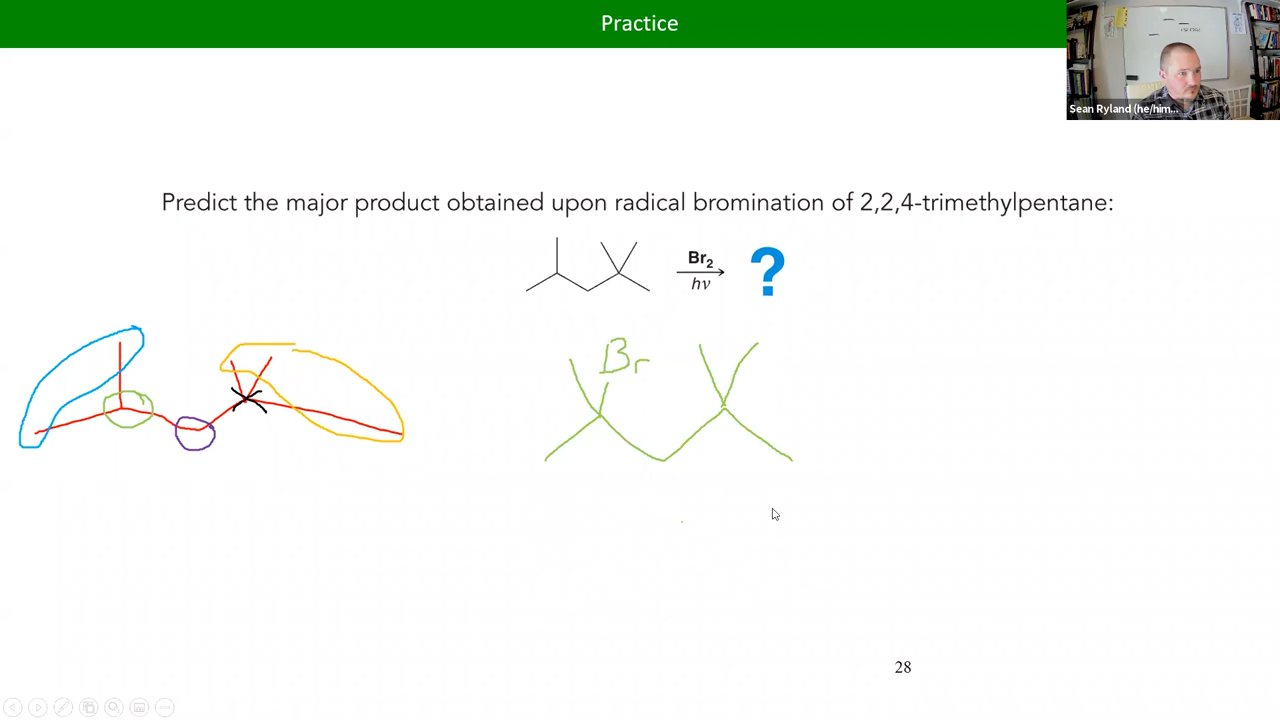 Practice
Sean Ryland (he/him...
Predict the major product obtained upon radical bromination of 2,2,4-trimethylpentane:
Br₂
hν
?
Br
28